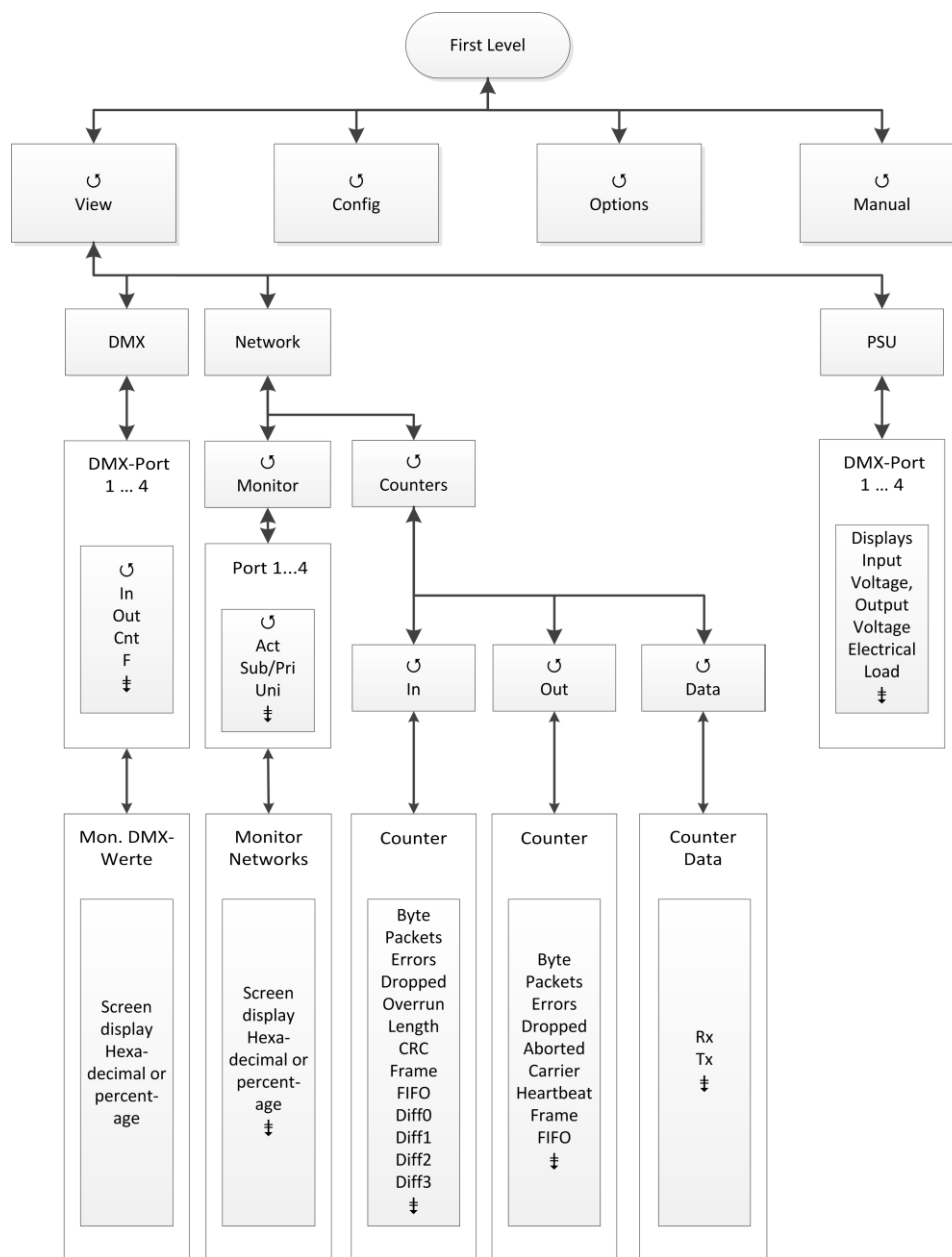 First Level
↺
View
↺
Config
↺
Options
↺
Manual
DMX
Network
PSU
DMX-Port
1 ... 4
↺
In
Out
Cnt
F
⇟
↺
Monitor
↺
Counters
Port 1...4
↺
Act
Sub/Pri
Uni
⇟
DMX-Port
1 ... 4
Displays
Input
Voltage,
Output
Voltage
Electrical
Load
⇟
↺
In
↺
Out
↺
Data
Mon. DMX-
Werte
Screen
display
Hexa-
decimal or
percent-
age
Monitor
Networks
Screen
display
Hexa-
decimal or
percent-
age
⇟
Counter
Byte
Packets
Errors
Dropped
Overrun
Length
CRC
Frame
FIFO
Diff0
Diff1
Diff2
Diff3
⇟
Counter
Byte
Packets
Errors
Dropped
Aborted
Carrier
Heartbeat
Frame
FIFO
⇟
Counter
Data
Rx
Tx
⇟